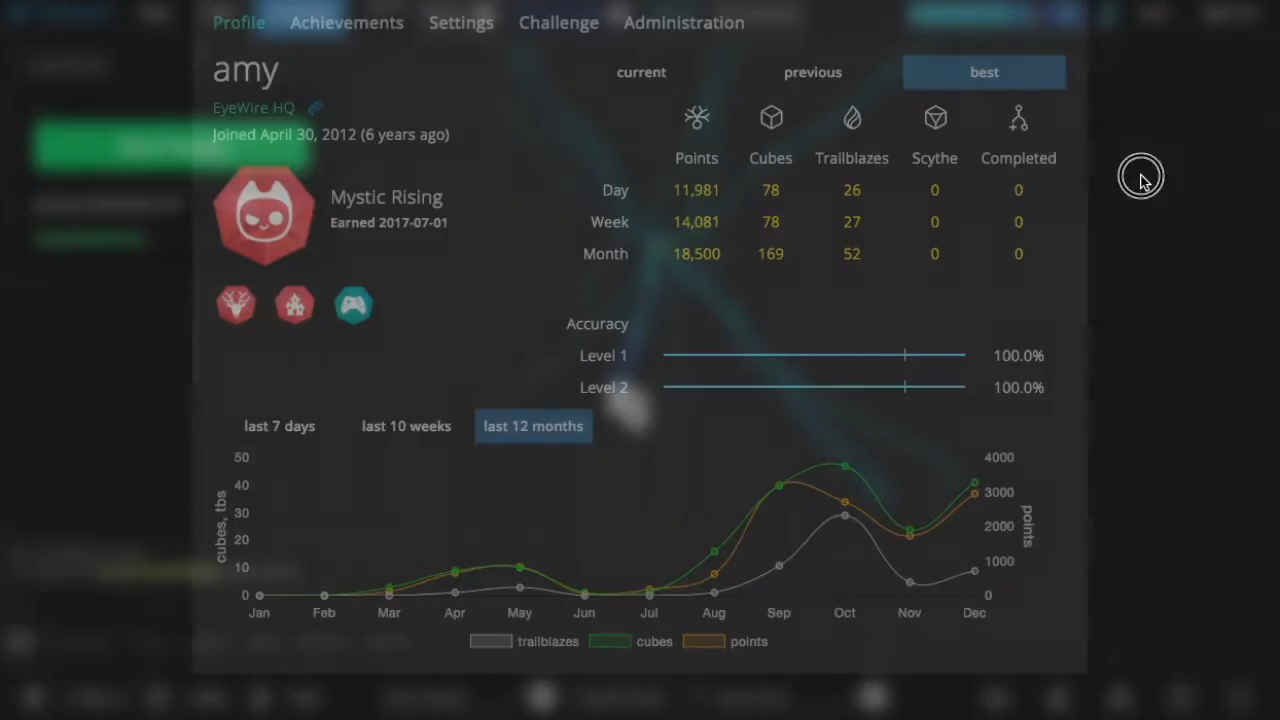 Profile Achievements Settings Challenge Administration
amy
current previous best
EyeWire HQ
Joined April 30, 2012 (6 years ago)
Points Cubes Trailblazes Scythe Completed
Mystic Rising
Earned 2017-07-01
Day 11,981 78 26 0 0
Week 14,081 78 27 0 0
Month 18,500 169 52 0 0
Accuracy
Level 1 100.0%
Level 2 100.0%
last 7 days last 10 weeks last 12 months
50 4000
40 3000
30 2000
20 1000
10 0
0
cubes, tbs
points
Jan Feb Mar Apr May Jun Jul Aug Sep Oct Nov Dec
trailblazes cubes points